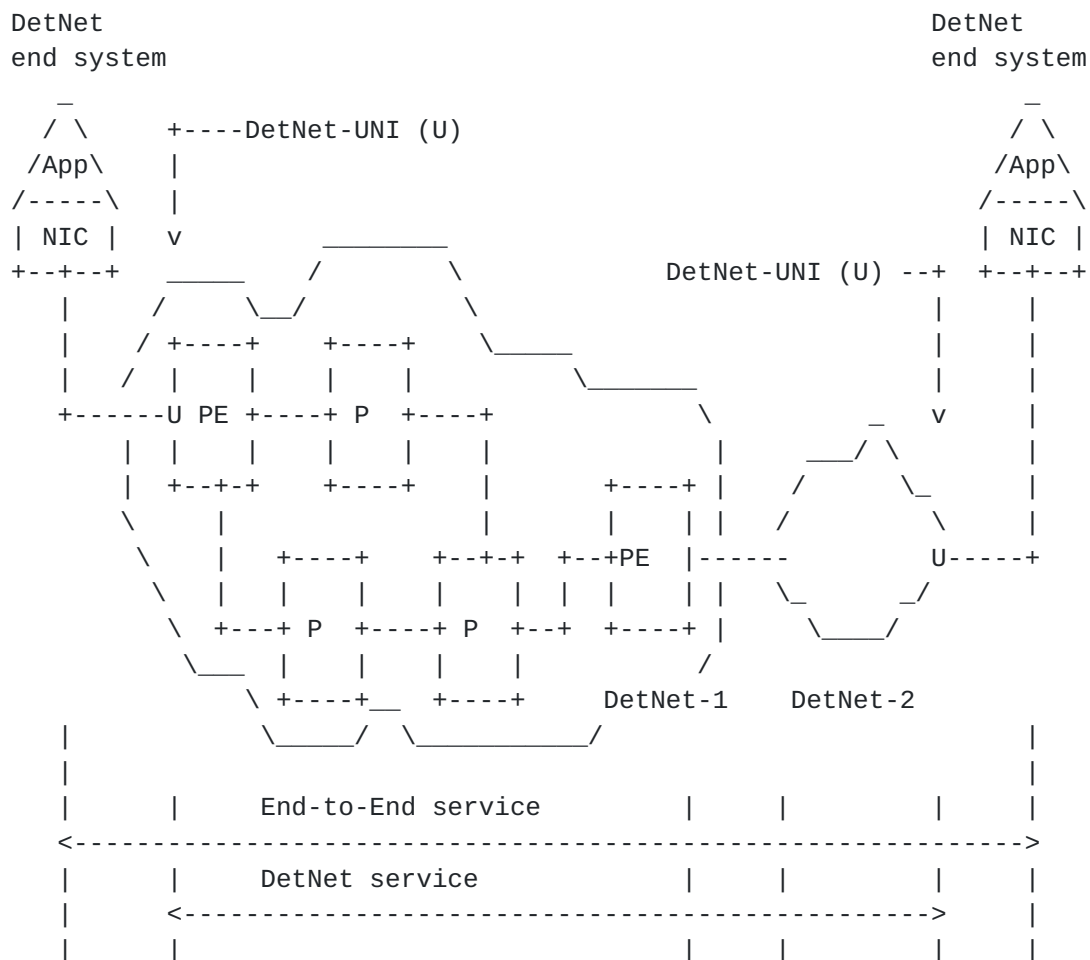 DetNet DetNet
end system end system
/App\ /App\
DetNet-UNI (U)
NIC NIC
DetNet-UNI (U)
U PE P
v
PE
U
P P
DetNet-1 DetNet-2
End-to-End service
DetNet service